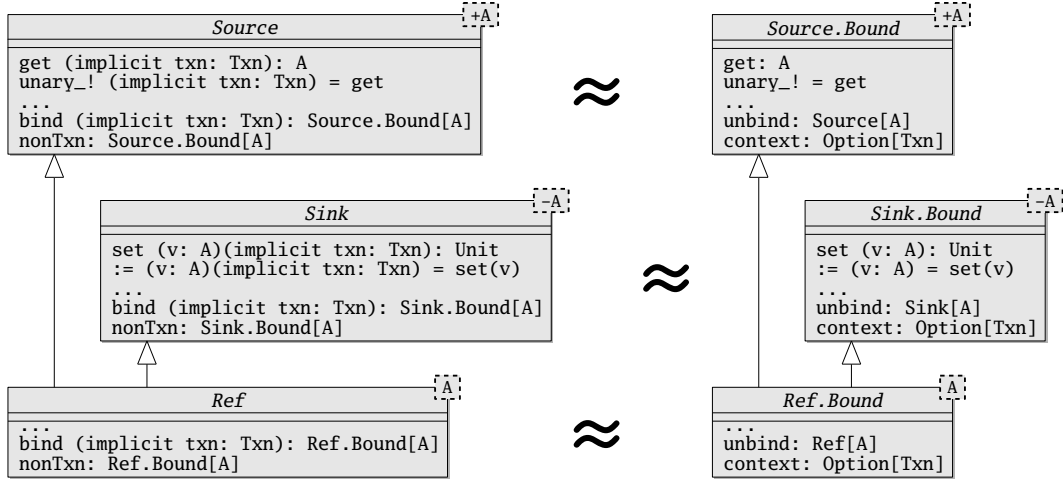 +A
Source
get (implicit txn: Txn): A
unary_! (implicit txn: Txn) = get
...
bind (implicit txn: Txn): Source.Bound[A]
nonTxn: Source.Bound[A]
≈
+A
Source.Bound
get: A
unary_! = get
...
unbind: Source[A]
context: Option[Txn]
-A
Sink
set (v: A)(implicit txn: Txn): Unit
:= (v: A)(implicit txn: Txn) = set(v)
...
bind (implicit txn: Txn): Sink.Bound[A]
nonTxn: Sink.Bound[A]
≈
-A
Sink.Bound
set (v: A): Unit
:= (v: A) = set(v)
...
unbind: Sink[A]
context: Option[Txn]
A
Ref
...
bind (implicit txn: Txn): Ref.Bound[A]
nonTxn: Ref.Bound[A]
≈
A
Ref.Bound
...
unbind: Ref[A]
context: Option[Txn]